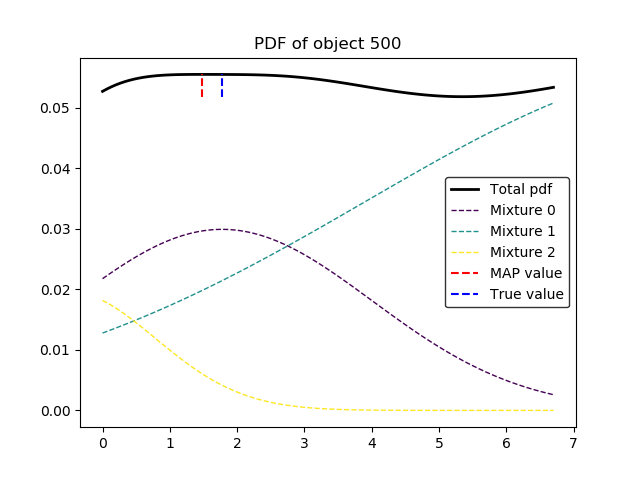 PDF of object 500
0.05
0.04
0.03
0.02
0.01
0.00
Total pdf
Mixture 0
Mixture 1
Mixture 2
MAP value
True value
0 1 2 3 4 5 6 7